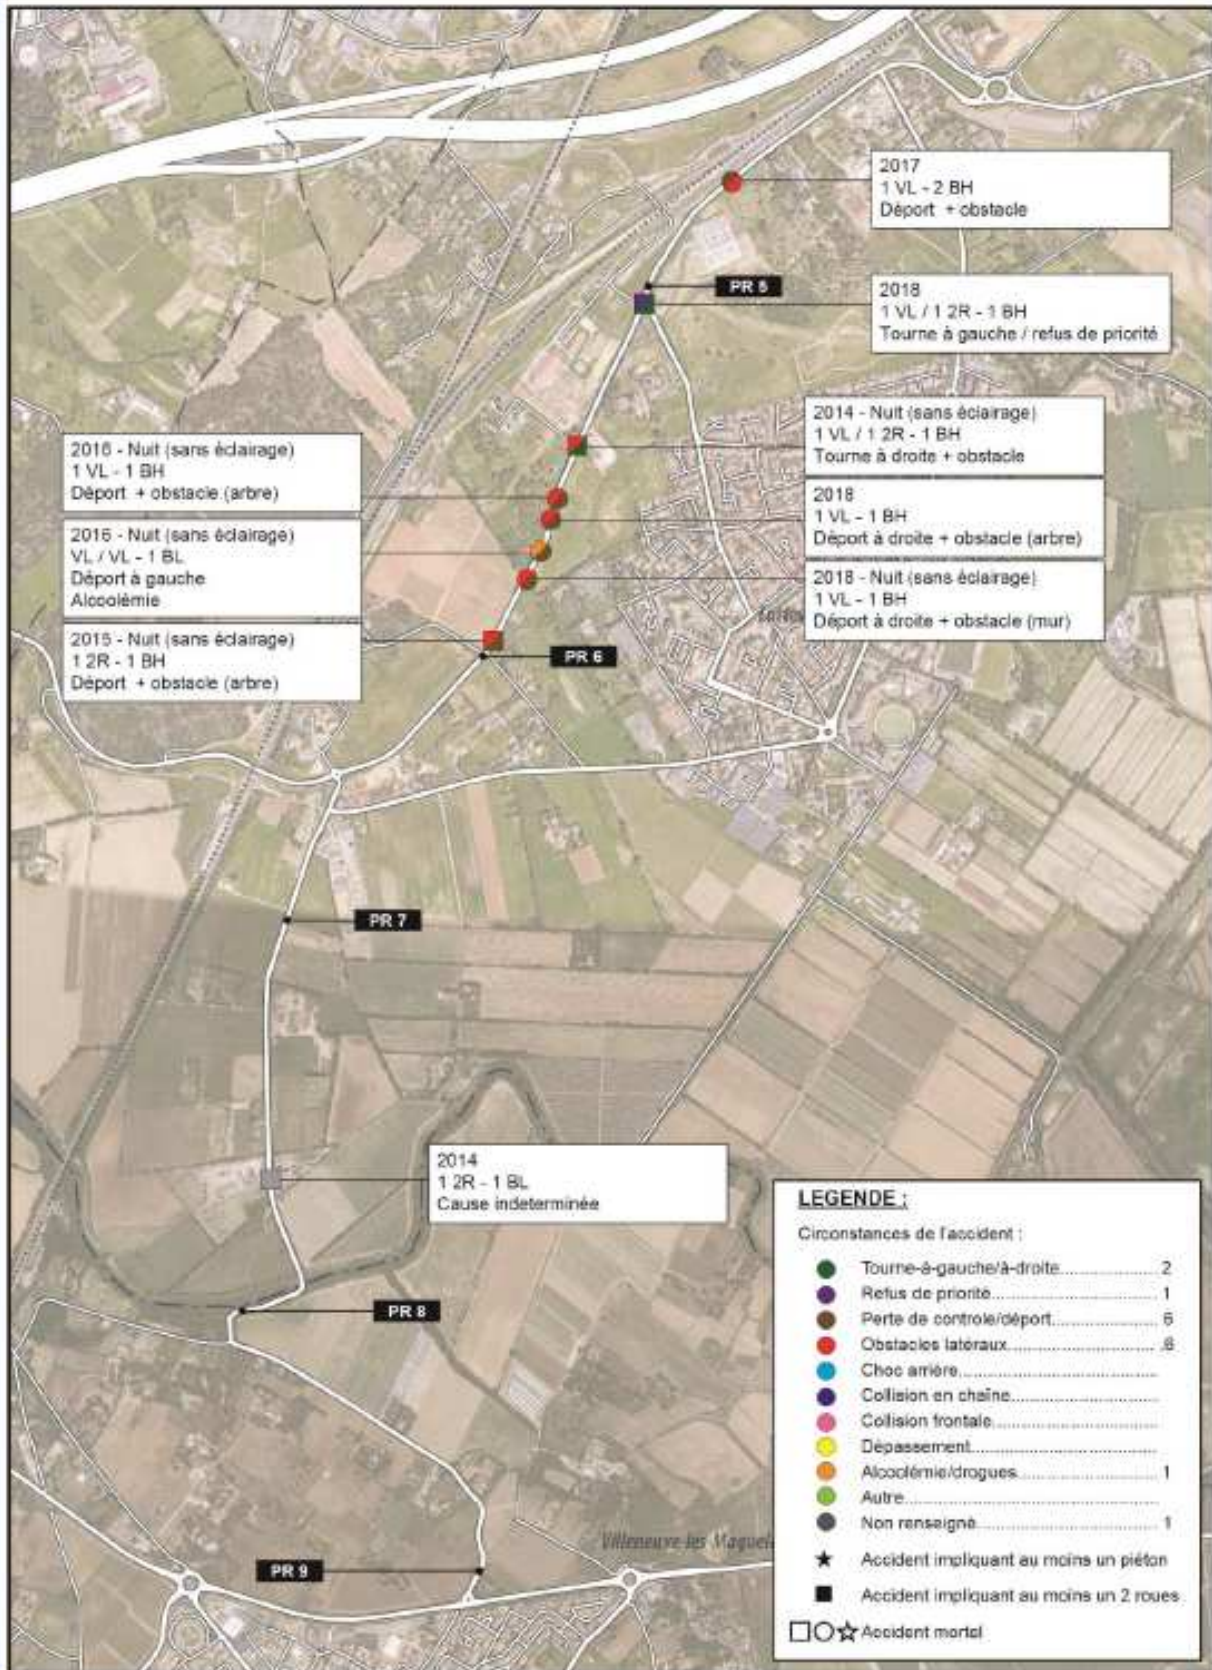 2017
1 VL - 2 BH
Déport + obstacle
PR 5
2018
1 VL / 1 2R - 1 BH
Tourne à gauche / refus de priorité
2014 - Nuit (sans éclairage)
1 VL / 1 2R - 1 BH
Tourne à droite + obstacle
2016 - Nuit (sans éclairage)
1 VL - 1 BH
Déport + obstacle (arbre)
2018
1 VL - 1 BH
Départ à droite + obstacle (arbre)
2016 - Nuit (sans éclairage)
VL / VL - 1 BL
Déport à gauche
Alcoolémie
2018 - Nuit (sans éclairage)
1 VL - 1 BH
Départ à droite + obstacle (mur)
2015 - Nuit (sans éclairage)
1 2R - 1 BH
Déport + obstacle (arbre)
PR 6
PR 7
2014
1 2R - 1 BL
Cause indeterminée
PR 8
Villeneuve-les
PR 9
LEGENDE :
Circonstances de l'accident :
Tourne-à-gauche/à-droite 2
Refus de priorité 1
Perte de controle/déport 6
Obstacles latéraux 6
Choc arrière
Collision en chaîne
Collision frontale
Dépassement
Alcoolémie/drogues 1
Autre
Non renseigné 1
Accident impliquant au moins un piéton
Accident impliquant au moins un 2 roues
Accident mortel